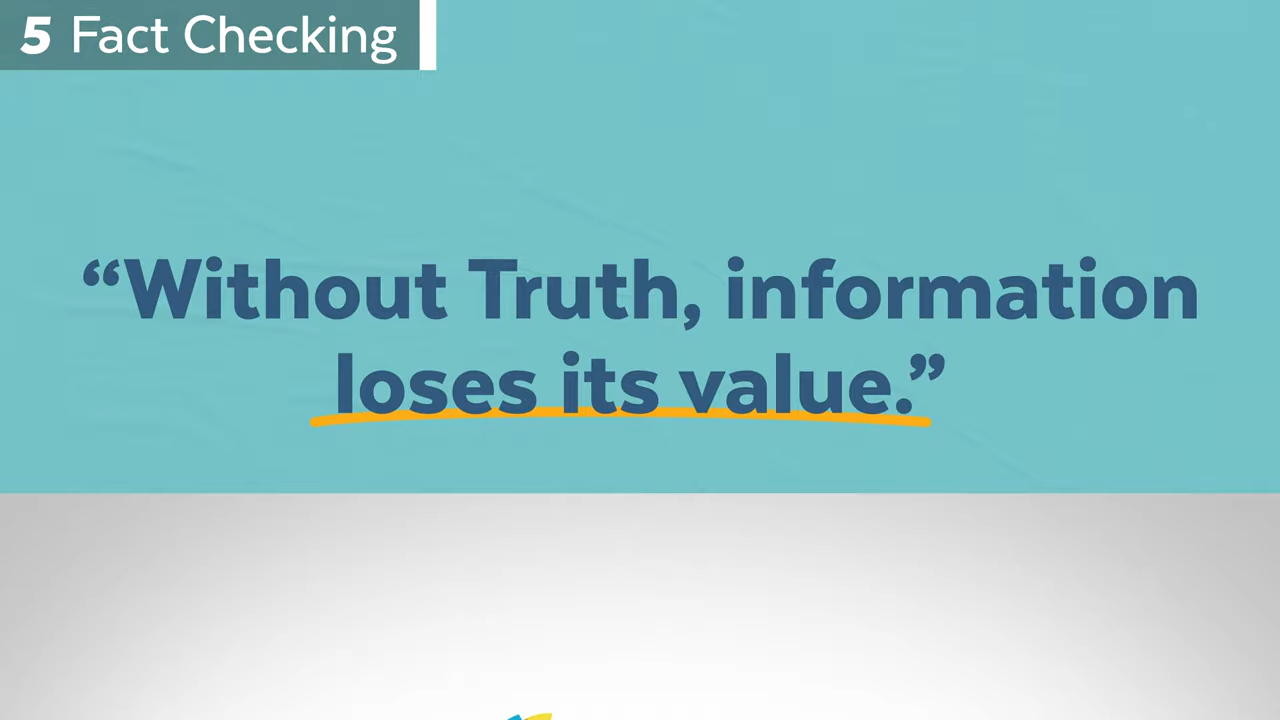 5 Fact Checking
“Without Truth, information
loses its value.”